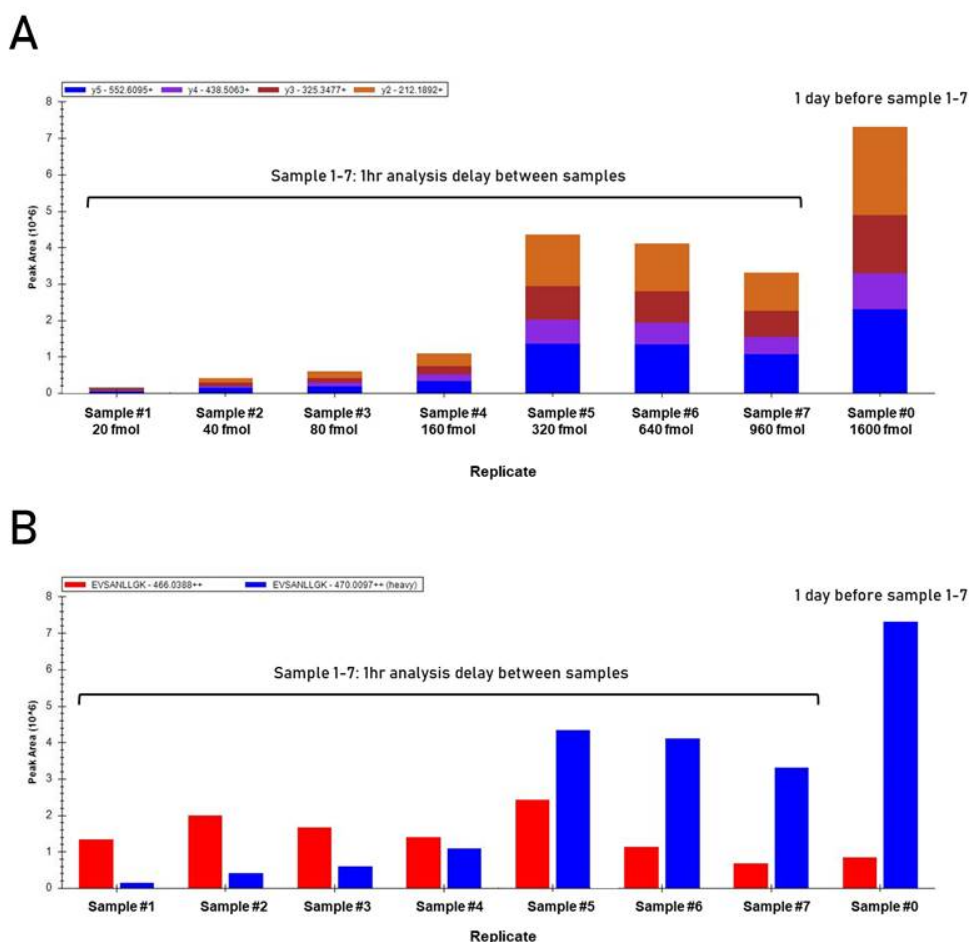 A
y5 - 552.6095+ y4 - 438.5063+ y3 - 325.3477+ y2 - 212.1892+
1 day before sample 1-7
Sample 1-7: 1hr analysis delay between samples
Peak Area (10^6)
8
7
6
5
4
3
2
1
0
Sample #1 Sample #2 Sample #3 Sample #4 Sample #5 Sample #6 Sample #7 Sample #0
20 fmol 40 fmol 80 fmol 160 fmol 320 fmol 640 fmol 960 fmol 1600 fmol
Replicate
B
EVSANLLGK - 466.0388++ EVSANLLGK - 470.0097++ (heavy)
1 day before sample 1-7
Sample 1-7: 1hr analysis delay between samples
Peak Area (10^6)
8
7
6
5
4
3
2
1
0
Sample #1 Sample #2 Sample #3 Sample #4 Sample #5 Sample #6 Sample #7 Sample #0
Replicate